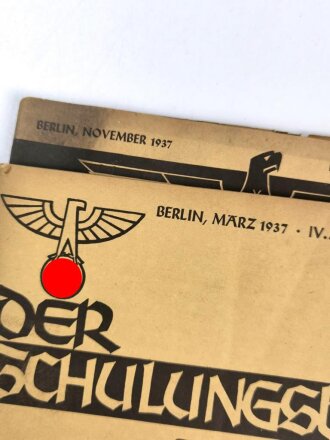 BERLIN, NOVEMBER 1937
BERLIN, MÄRZ 1937 · IV.
DER
SCHULUNGS